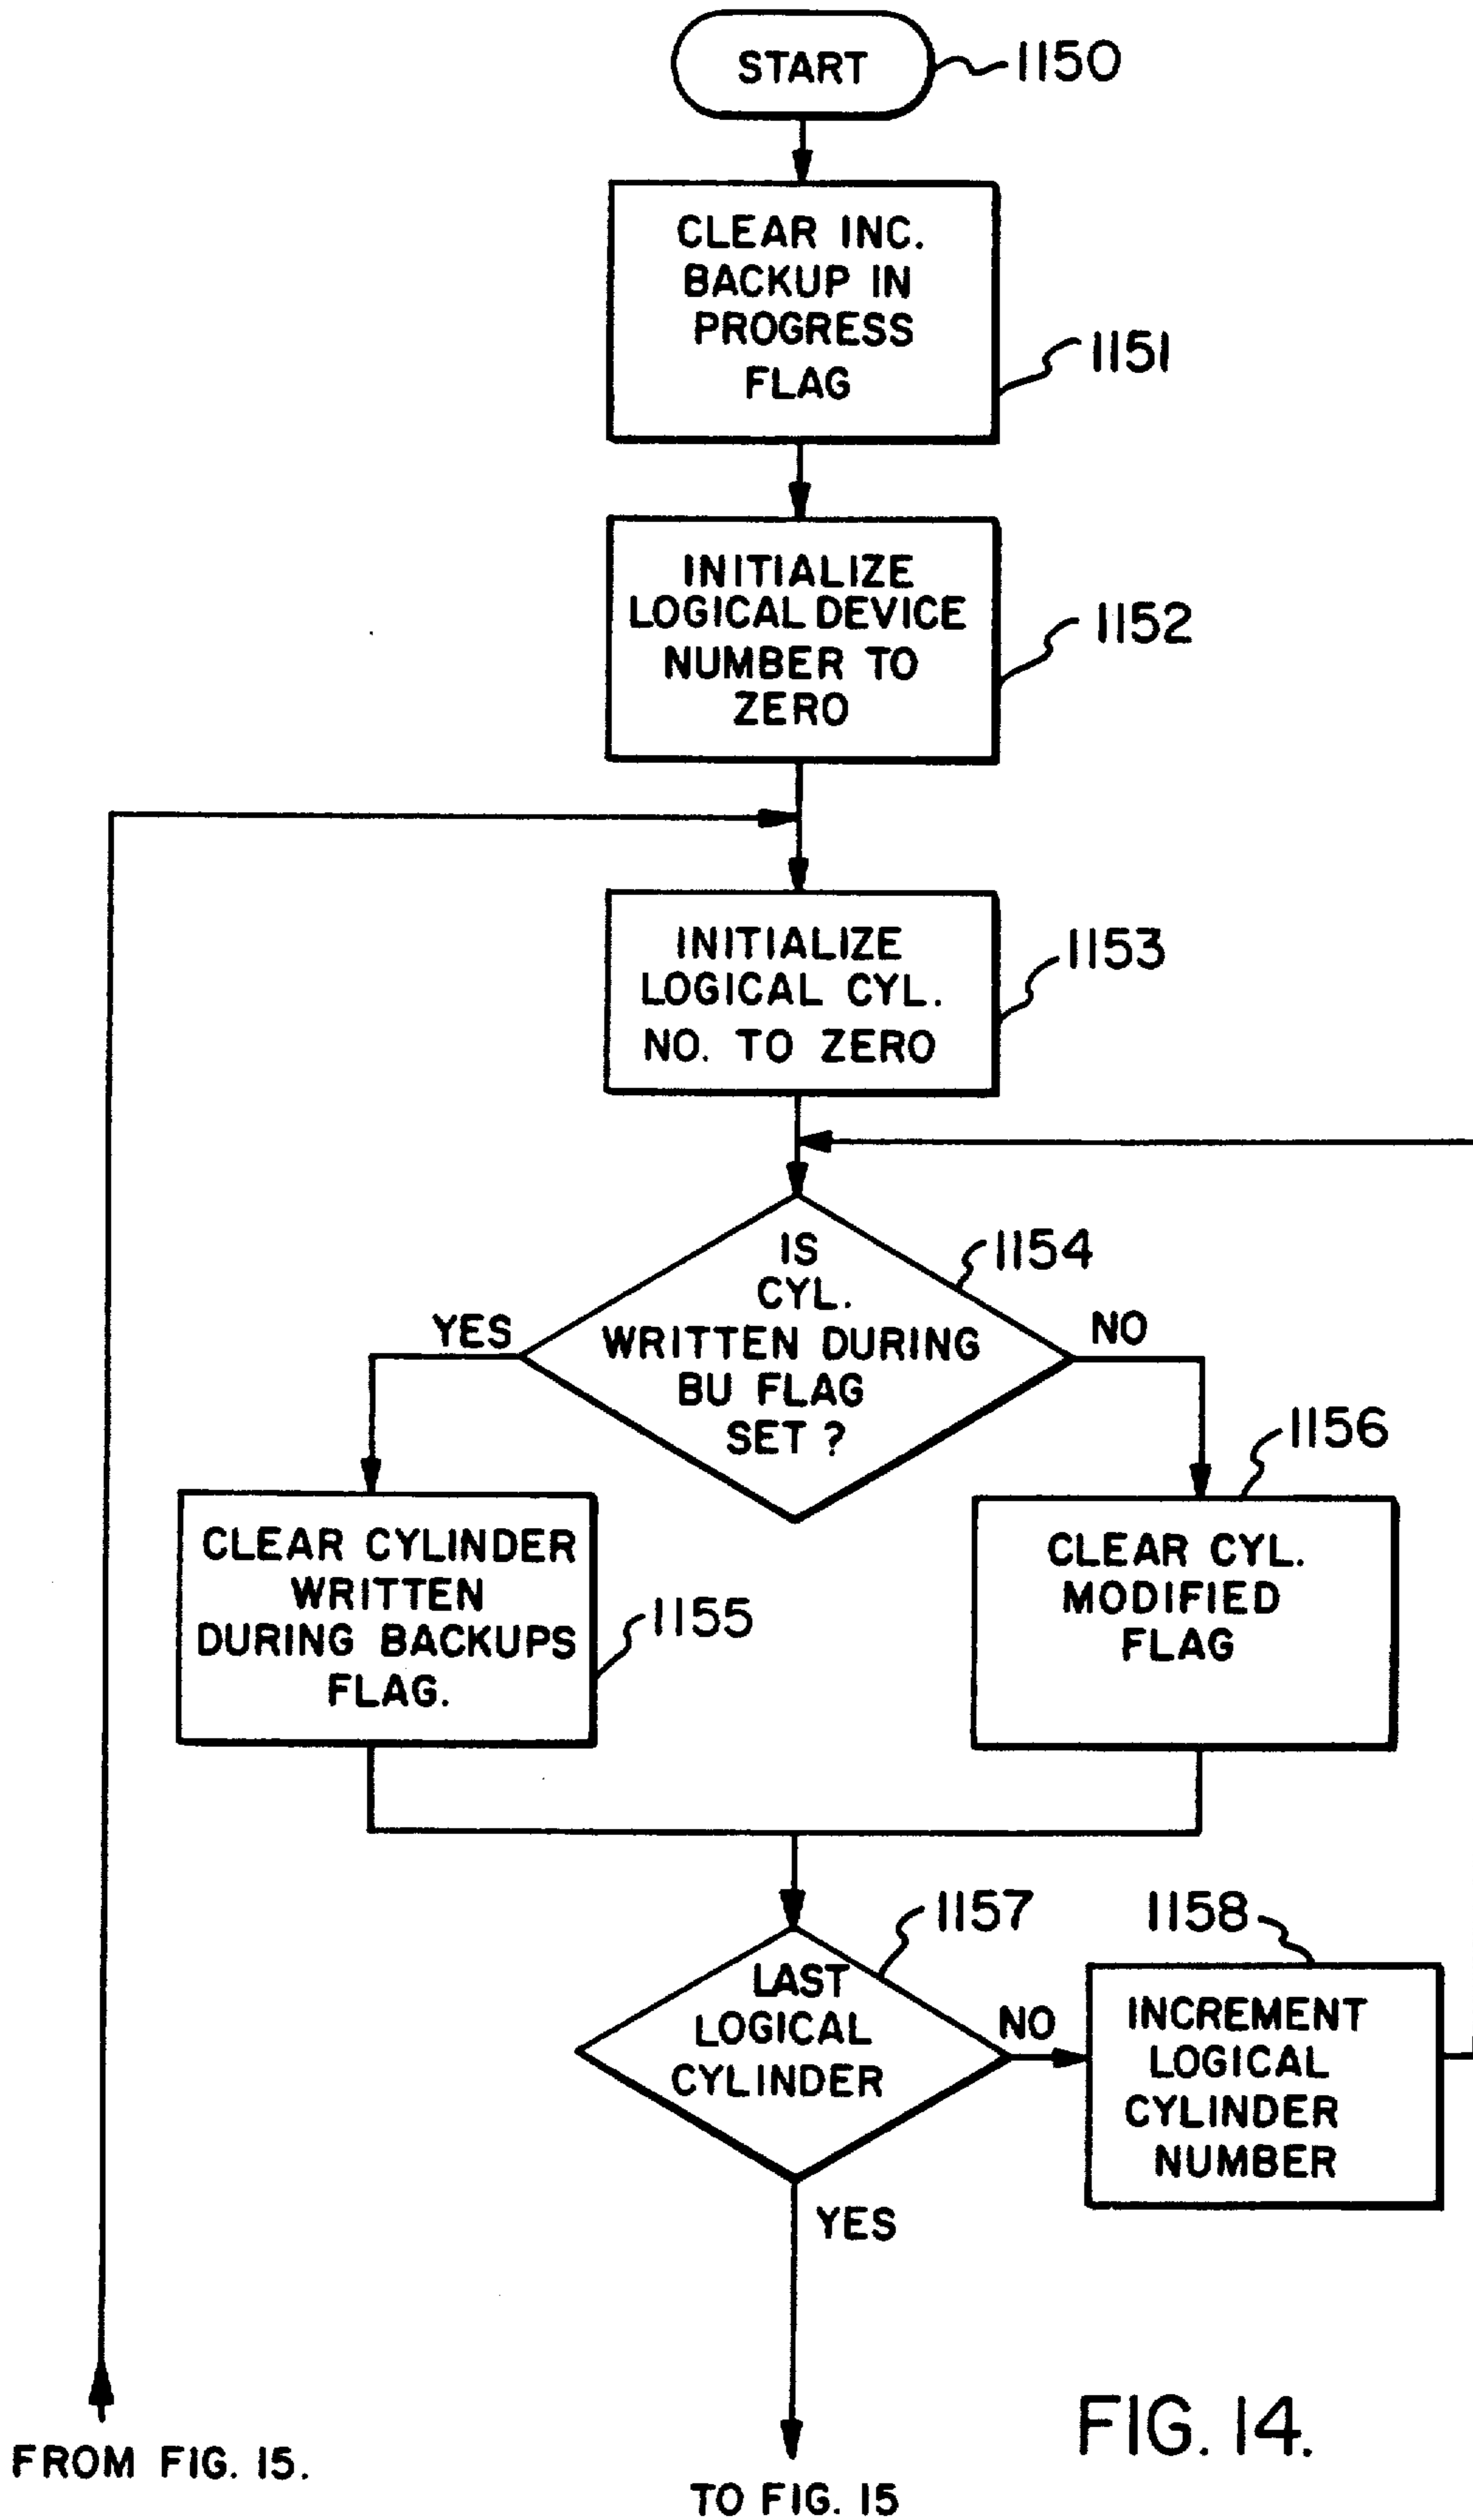 START
1150
CLEAR INC.
BACKUP IN
PROGRESS
FLAG
1151
INITIALIZE
LOGICAL DEVICE
NUMBER TO
ZERO
1152
INITIALIZE
LOGICAL CYL.
NO. TO ZERO
1153
IS
CYL.
WRITTEN DURING
BU FLAG
SET ?
1154
YES
NO
CLEAR CYLINDER
WRITTEN
DURING BACKUPS
FLAG.
1155
CLEAR CYL.
MODIFIED
FLAG
1156
LAST
LOGICAL
CYLINDER
1157
NO
YES
INCREMENT
LOGICAL
CYLINDER
NUMBER
1158
FROM FIG. 15.
TO FIG. 15
FIG. 14.